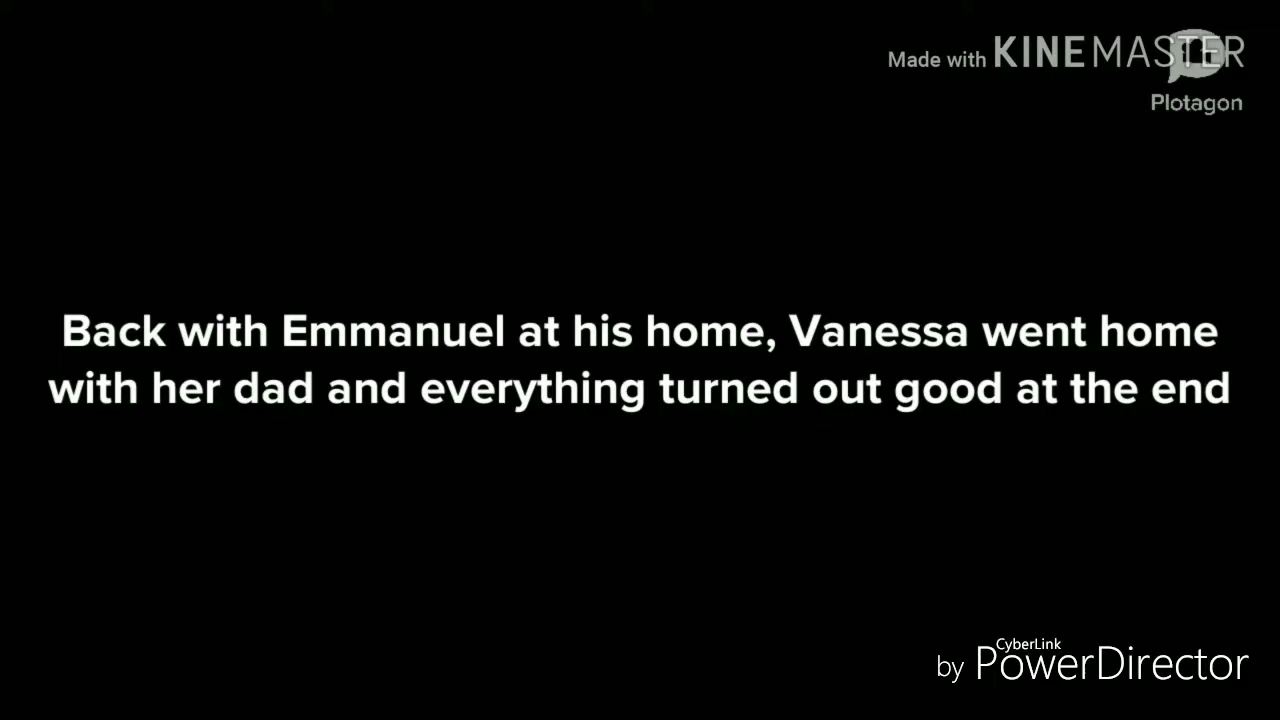 Made with KINEMASTER
Plotagon
Back with Emmanuel at his home, Vanessa went home
with her dad and everything turned out good at the end
CyberLink
by PowerDirector